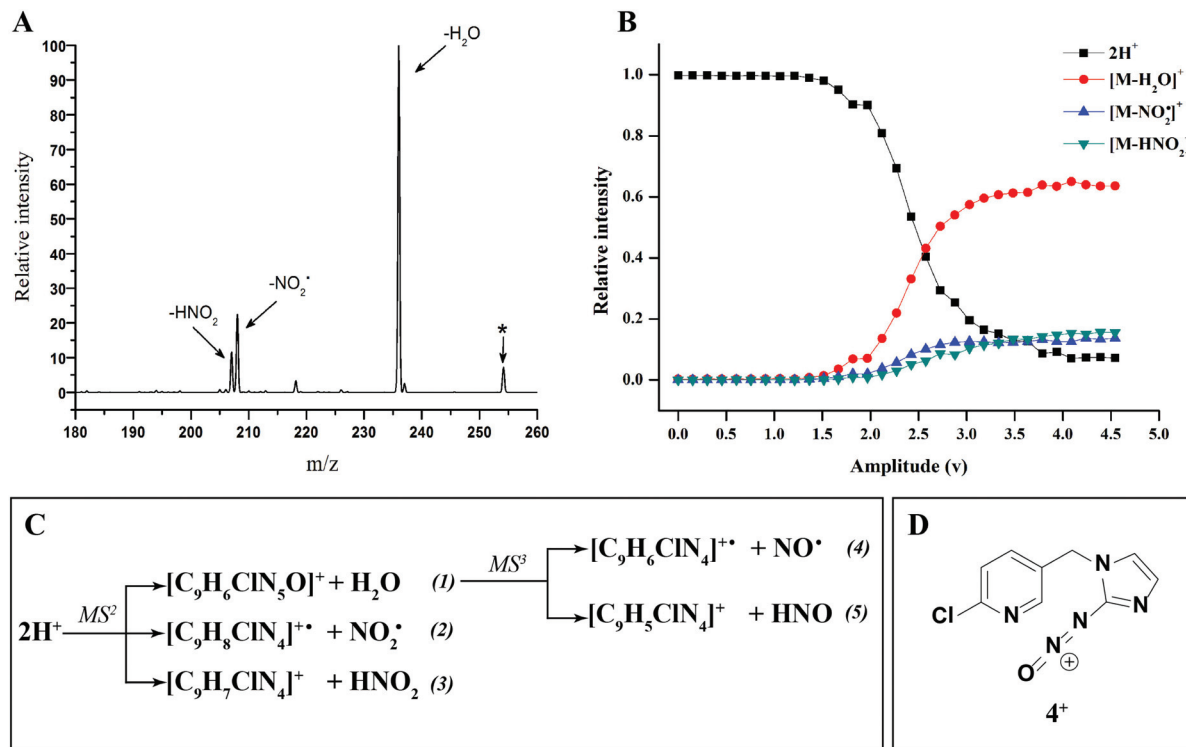 A
-H₂O
100
90
80
70
60
50
40
30
20
10
0
-HNO₂
-NO₂•
*
180 190 200 210 220 230 240 250 260
m/z
Relative intensity
B
2H⁺
[M-H₂O]⁺
[M-NO₂•]⁺
[M-HNO₂
1.0
0.8
0.6
0.4
0.2
0.0
0.0 0.5 1.0 1.5 2.0 2.5 3.0 3.5 4.0 4.5 5.0
Amplitude (v)
Relative intensity
C
2H⁺
MS²
[C₉H₆ClN₅O]⁺ + H₂O (1)
[C₉H₈ClN₄]⁺• + NO₂• (2)
[C₉H₇ClN₄]⁺ + HNO₂ (3)
MS³
[C₉H₆ClN₄]⁺• + NO• (4)
[C₉H₅ClN₄]⁺ + HNO (5)
D
Cl
N
N
N
N
N
O
+
4⁺